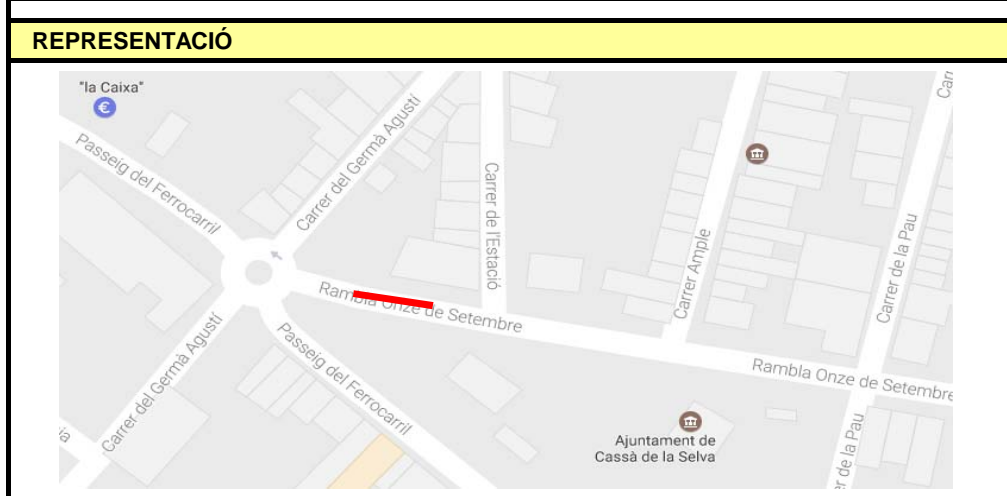 REPRESENTACIÓ
"la Caixa"
€
Passeig del Ferrocarril
Carrer del Germà Agustí
Carrer de l'Estació
Carrer Ample
Carrer de la Pau
Rambla Onze de Setembre
Rambla Onze de Setembre
Carrer del Germà Agustí
Passeig del Ferrocarril
Ajuntament de
Cassà de la Selva